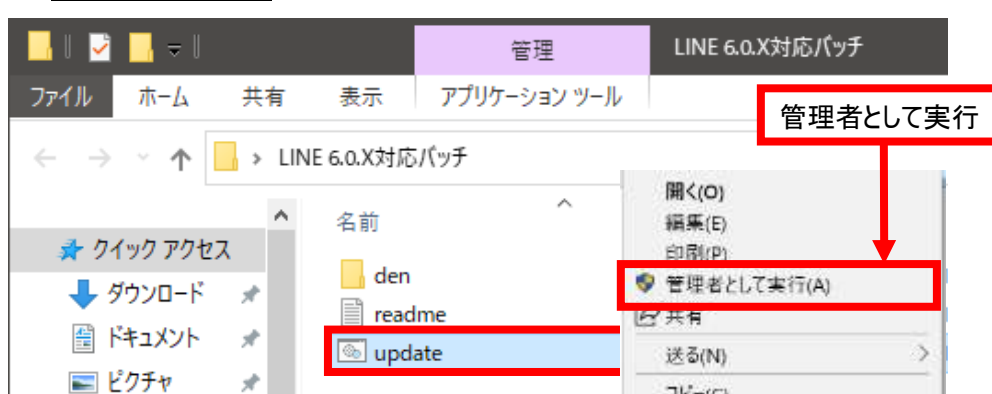 管理
LINE 6.0.X対応パッチ
ファイル
ホーム
共有
表示
アプリケーション ツール
管理者として実行
LINE 6.0.X対応パッチ
名前
クイック アクセス
ダウンロード
ドキュメント
ピクチャ
den
readme
update
開く(O)
編集(E)
印刷(P)
管理者として実行(A)
共有
送る(N)
コピー(C)